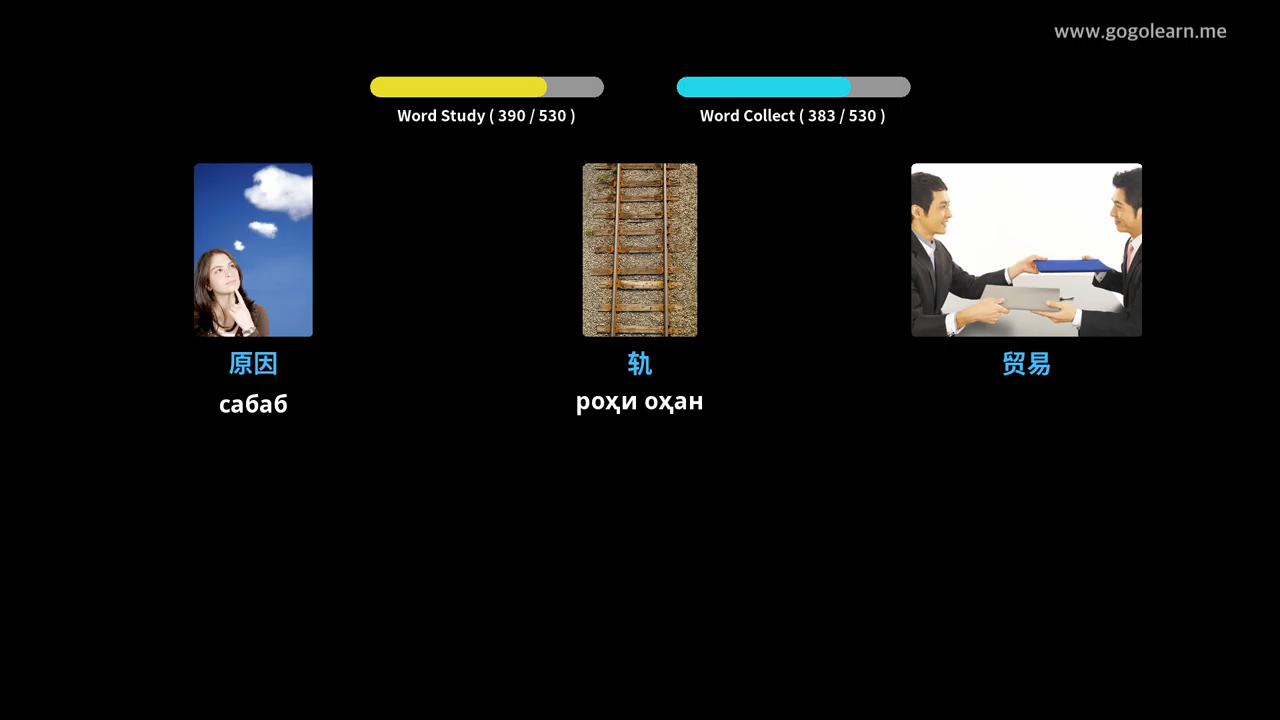 www.gogolearn.me
Word Study ( 390 / 530 )
Word Collect ( 383 / 530 )
原因
轨
贸易
сабаб
роҳи оҳан